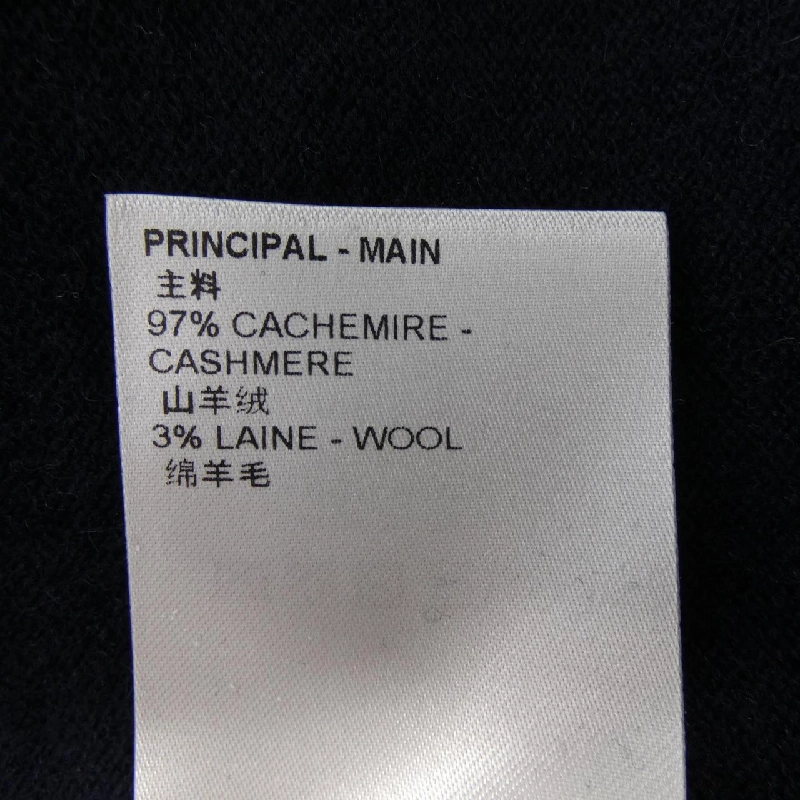 PRINCIPAL - MAIN
主料
97% CACHEMIRE -
CASHMERE
山羊绒
3% LAINE - WOOL
绵羊毛